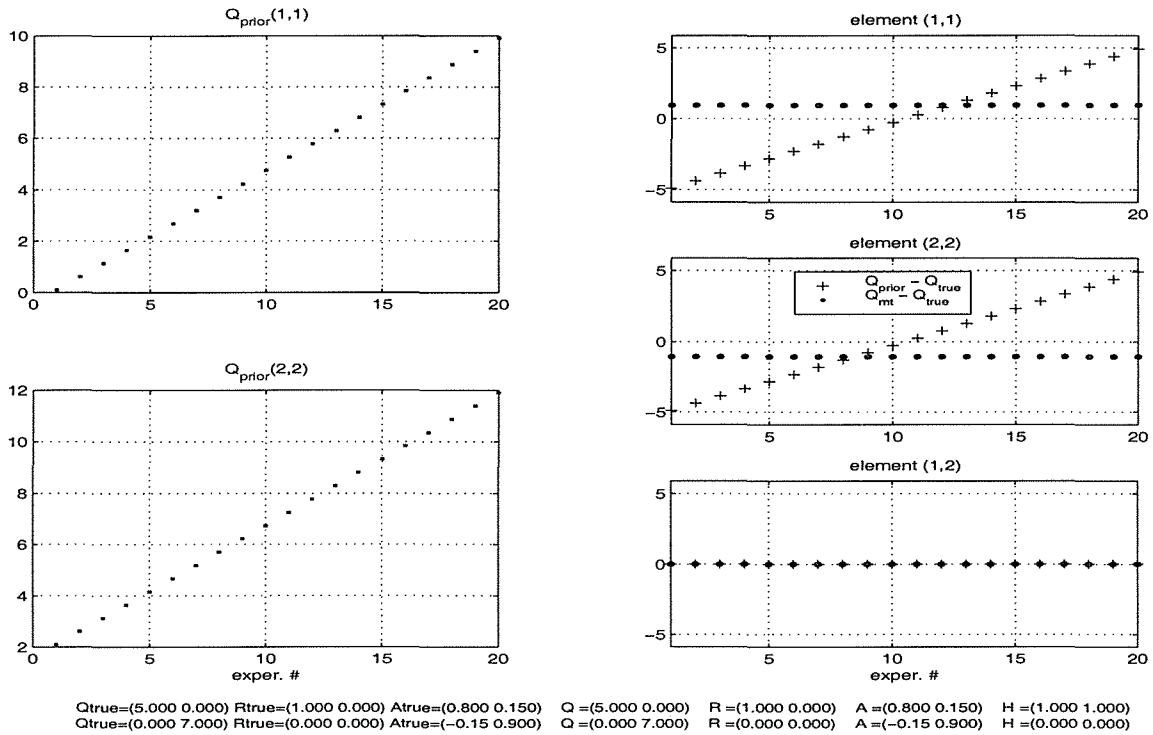 Q_prior(1,1)
10
8
6
4
2
0
0 5 10 15 20
Q_prior(2,2)
12
10
8
6
4
2
0 5 10 15 20
exper. #
element (1,1)
5
0
−5
5 10 15 20
element (2,2)
5
0
−5
Q_prior − Q_true
Q_mt − Q_true
5 10 15 20
element (1,2)
5
0
−5
5 10 15 20
exper. #
Qtrue=(5.000 0.000) Rtrue=(1.000 0.000) Atrue=(0.800 0.150) Q =(5.000 0.000) R =(1.000 0.000) A =(0.800 0.150) H =(1.000 1.000)
Qtrue=(0.000 7.000) Rtrue=(0.000 0.000) Atrue=(−0.15 0.900) Q =(0.000 7.000) R =(0.000 0.000) A =(−0.15 0.900) H =(0.000 0.000)